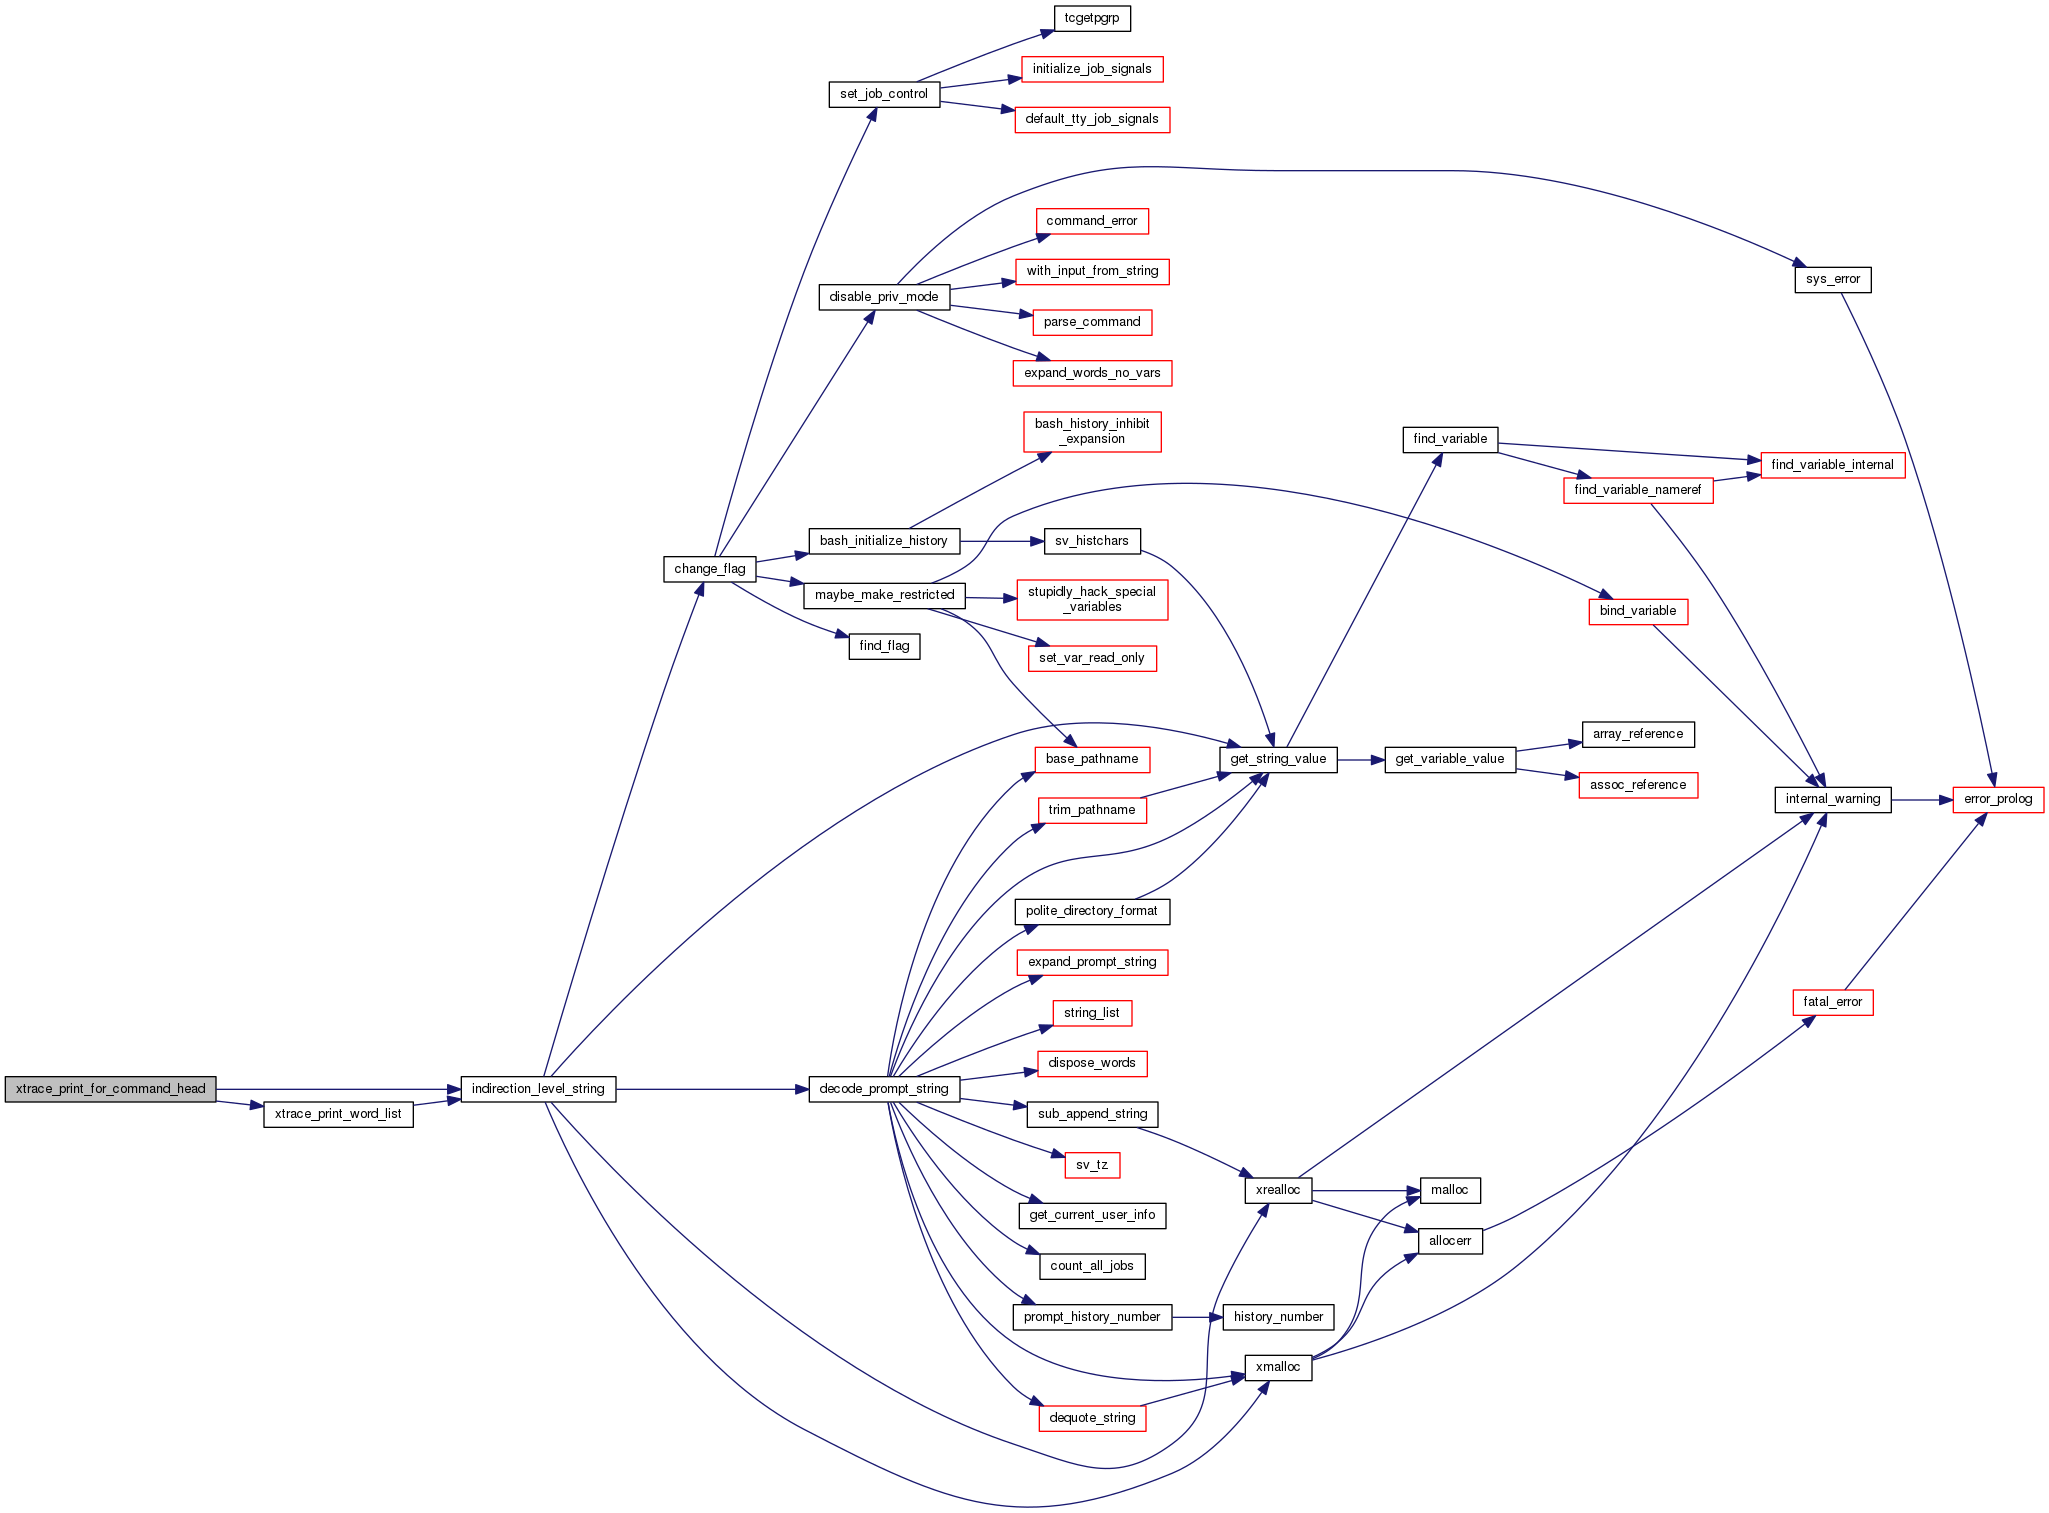 tcgetpgrp
initialize_job_signals
set_job_control
default_tty_job_signals
command_error
with_input_from_string
sys_error
disable_priv_mode
parse_command
expand_words_no_vars
bash_history_inhibit
_expansion
find_variable
find_variable_internal
find_variable_nameref
bash_initialize_history
sv_histchars
change_flag
maybe_make_restricted
stupidly_hack_special
_variables
bind_variable
find_flag
set_var_read_only
array_reference
base_pathname
get_string_value
get_variable_value
assoc_reference
internal_warning
error_prolog
trim_pathname
polite_directory_format
expand_prompt_string
string_list
fatal_error
dispose_words
xtrace_print_for_command_head
indirection_level_string
decode_prompt_string
xtrace_print_word_list
sub_append_string
sv_tz
xrealloc
malloc
get_current_user_info
allocerr
count_all_jobs
prompt_history_number
history_number
xmalloc
dequote_string